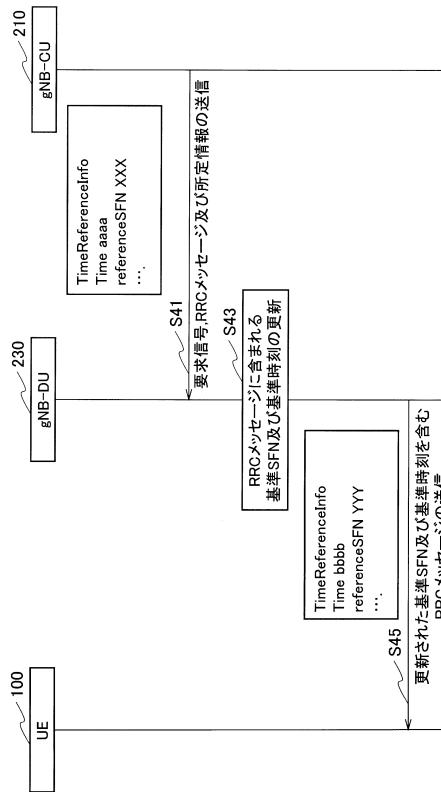 100
UE
230
gNB-DU
210
gNB-CU
TimeReferenceInfo
Time aaaa
referenceSFN XXX
….
S41
要求信号,RRCメッセージ及び所定情報の送信
S43
RRCメッセージに含まれる
基準SFN及び基準時刻の更新
TimeReferenceInfo
Time bbbb
referenceSFN YYY
….
S45
更新された基準SFN及び基準時刻を含む
RRCメッセージの送信